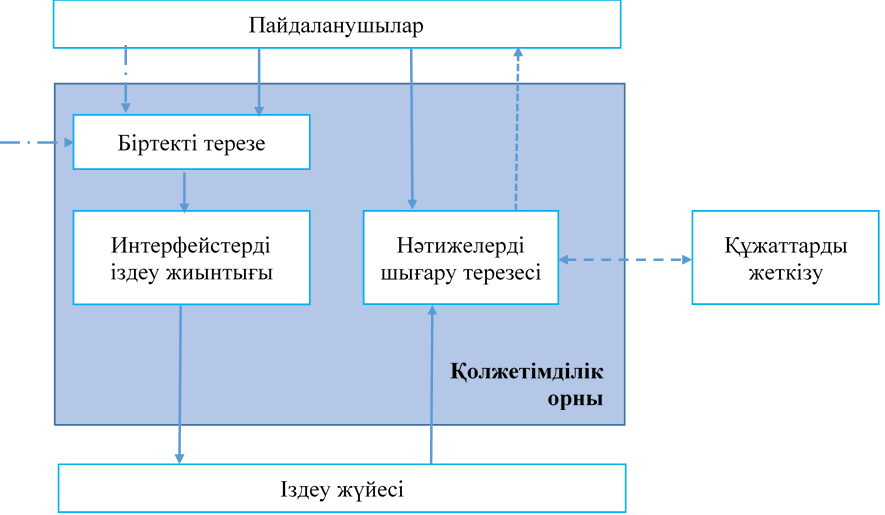 Пайдаланушылар
Біртекті терезе
Интерфейстерді
іздеу жиынтығы
Нәтижелерді
шығару терезесі
Құжаттарды
жеткізу
Қолжетімділік
орны
Іздеу жүйесі